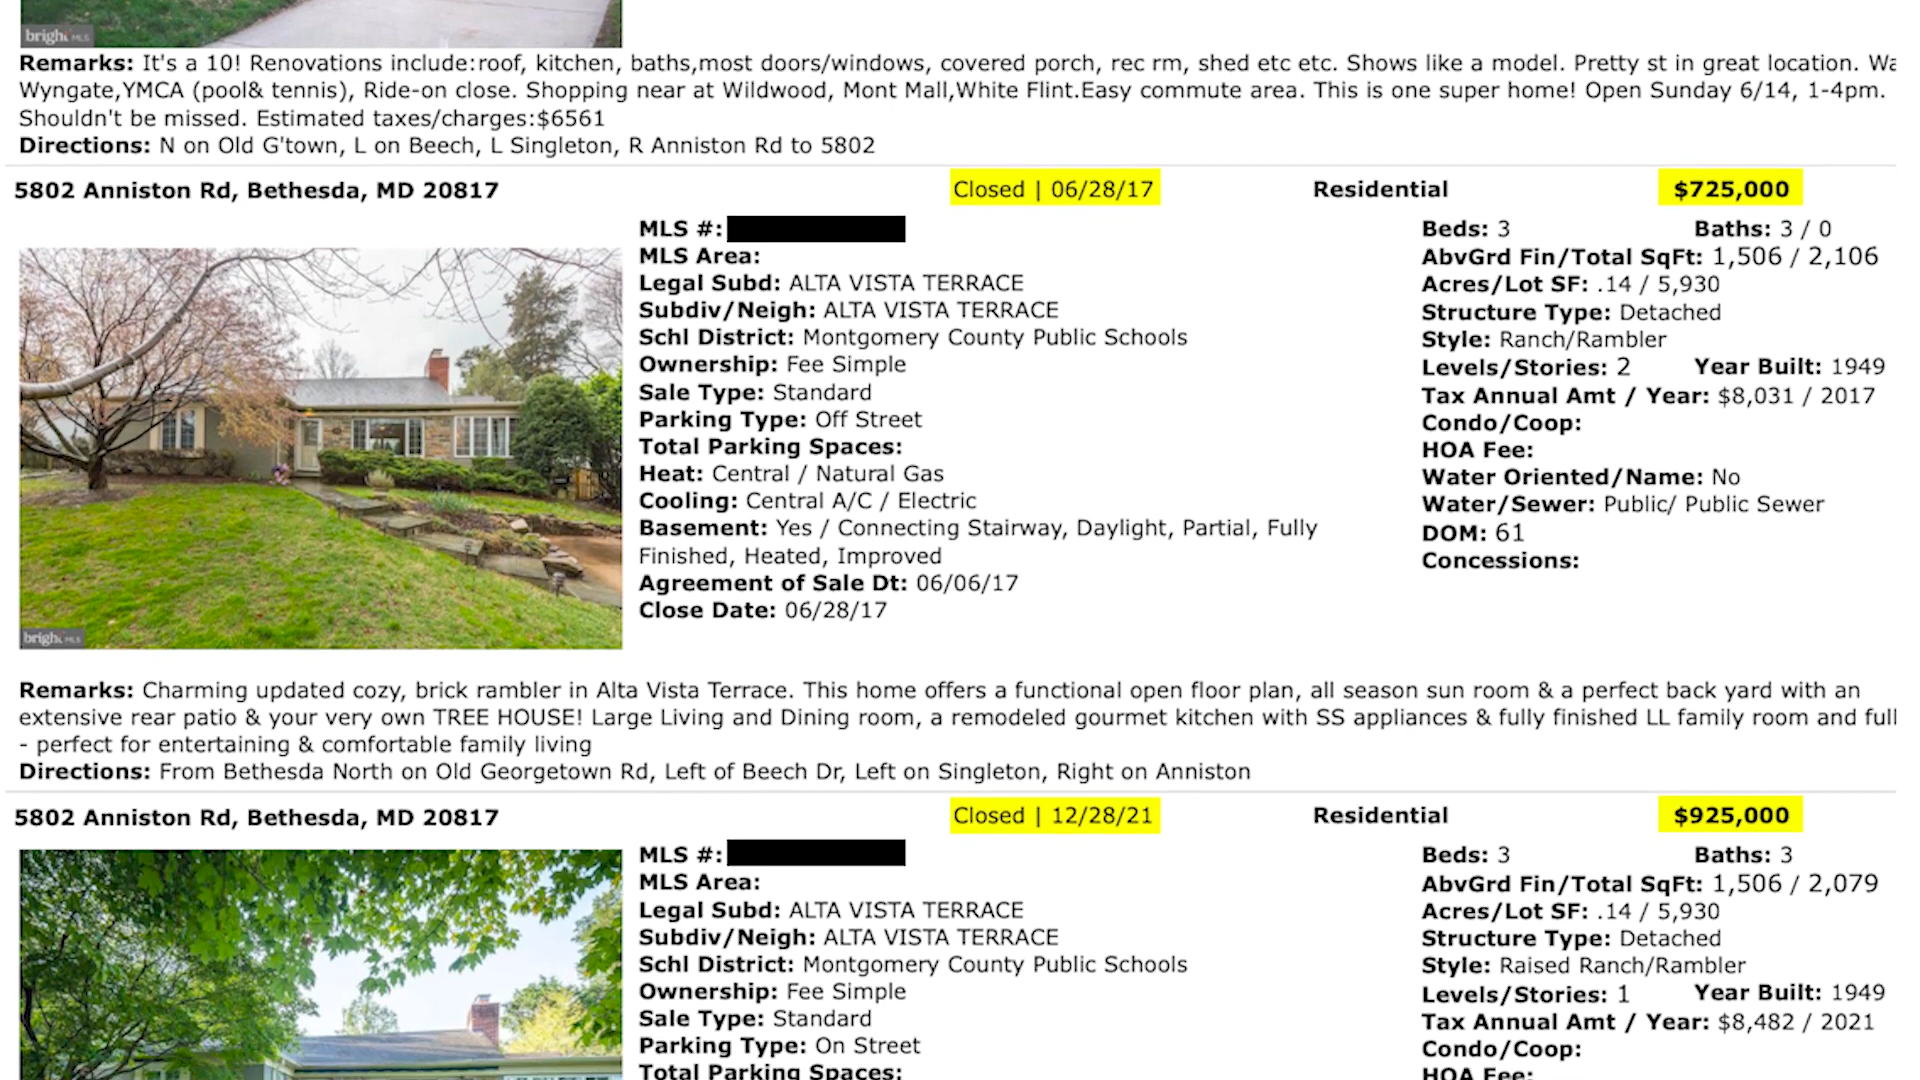 bright MLS
Remarks: It's a 10! Renovations include:roof, kitchen, baths,most doors/windows, covered porch, rec rm, shed etc etc. Shows like a model. Pretty st in great location. Wa
Wyngate,YMCA (pool& tennis), Ride-on close. Shopping near at Wildwood, Mont Mall,White Flint.Easy commute area. This is one super home! Open Sunday 6/14, 1-4pm.
Shouldn't be missed. Estimated taxes/charges:$6561
Directions: N on Old G'town, L on Beech, L Singleton, R Anniston Rd to 5802
5802 Anniston Rd, Bethesda, MD 20817 Closed | 06/28/17 Residential $725,000
MLS #:
MLS Area:
Legal Subd: ALTA VISTA TERRACE
Subdiv/Neigh: ALTA VISTA TERRACE
Schl District: Montgomery County Public Schools
Ownership: Fee Simple
Sale Type: Standard
Parking Type: Off Street
Total Parking Spaces:
Heat: Central / Natural Gas
Cooling: Central A/C / Electric
Basement: Yes / Connecting Stairway, Daylight, Partial, Fully
Finished, Heated, Improved
Agreement of Sale Dt: 06/06/17
Close Date: 06/28/17
Beds: 3 Baths: 3 / 0
AbvGrd Fin/Total SqFt: 1,506 / 2,106
Acres/Lot SF: .14 / 5,930
Structure Type: Detached
Style: Ranch/Rambler
Levels/Stories: 2 Year Built: 1949
Tax Annual Amt / Year: $8,031 / 2017
Condo/Coop:
HOA Fee:
Water Oriented/Name: No
Water/Sewer: Public/ Public Sewer
DOM: 61
Concessions:
bright MLS
Remarks: Charming updated cozy, brick rambler in Alta Vista Terrace. This home offers a functional open floor plan, all season sun room & a perfect back yard with an
extensive rear patio & your very own TREE HOUSE! Large Living and Dining room, a remodeled gourmet kitchen with SS appliances & fully finished LL family room and full
- perfect for entertaining & comfortable family living
Directions: From Bethesda North on Old Georgetown Rd, Left of Beech Dr, Left on Singleton, Right on Anniston
5802 Anniston Rd, Bethesda, MD 20817 Closed | 12/28/21 Residential $925,000
MLS #:
MLS Area:
Legal Subd: ALTA VISTA TERRACE
Subdiv/Neigh: ALTA VISTA TERRACE
Schl District: Montgomery County Public Schools
Ownership: Fee Simple
Sale Type: Standard
Parking Type: On Street
Total Parking Spaces:
Beds: 3 Baths: 3
AbvGrd Fin/Total SqFt: 1,506 / 2,079
Acres/Lot SF: .14 / 5,930
Structure Type: Detached
Style: Raised Ranch/Rambler
Levels/Stories: 1 Year Built: 1949
Tax Annual Amt / Year: $8,482 / 2021
Condo/Coop:
HOA Fee: